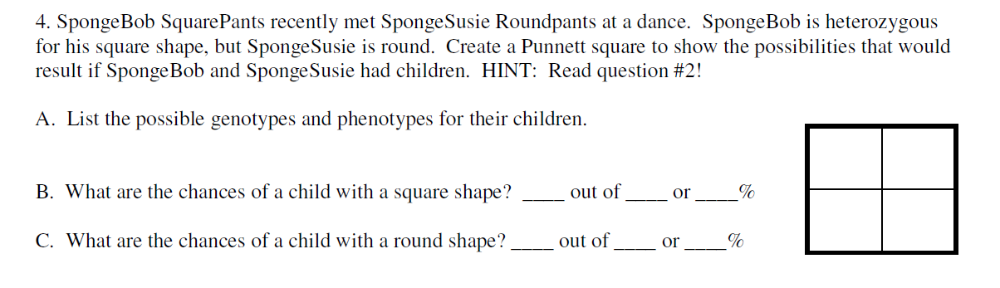 4. SpongeBob SquarePants recently met SpongeSusie Roundpants at a dance. SpongeBob is heterozygous
for his square shape, but SpongeSusie is round. Create a Punnett square to show the possibilities that would
result if SpongeBob and SpongeSusie had children. HINT: Read question #2!
A. List the possible genotypes and phenotypes for their children.
B. What are the chances of a child with a square shape? ____ out of ____ or ____%
C. What are the chances of a child with a round shape? ____ out of ____ or ____%